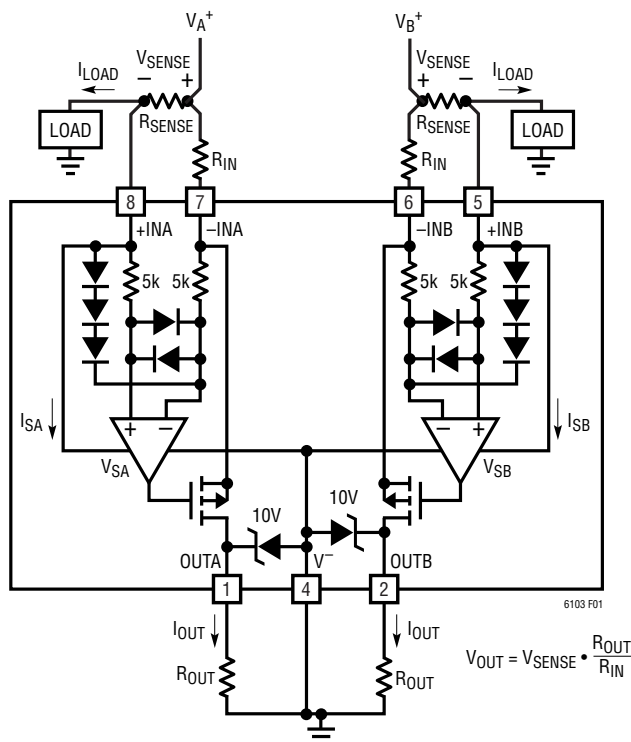 VA+ VB+
VSENSE VSENSE
ILOAD − + + − ILOAD
LOAD RSENSE RSENSE LOAD
RIN RIN
8 7 6 5
+INA −INA −INB +INB
5k 5k 5k 5k
ISA + − − + ISB
VSA VSB
10V 10V
OUTA V− OUTB
1 4 2
6103 F01
IOUT IOUT
ROUT ROUT
VOUT = VSENSE • ROUT/RIN